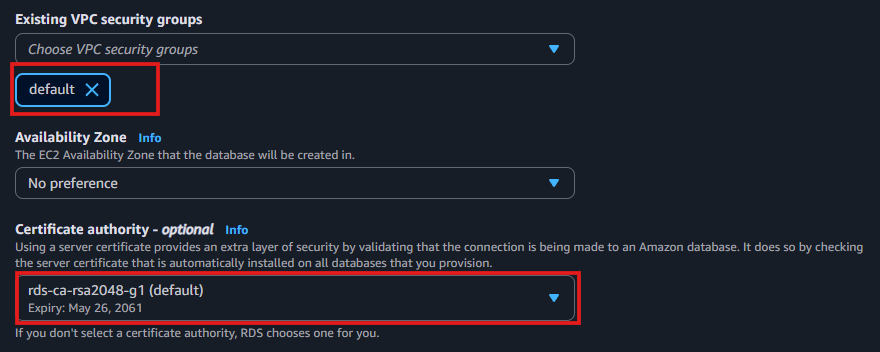 Existing VPC security groups
Choose VPC security groups
default
Availability Zone Info
The EC2 Availability Zone that the database will be created in.
No preference
Certificate authority - optional Info
Using a server certificate provides an extra layer of security by validating that the connection is being made to an Amazon database. It does so by checking
the server certificate that is automatically installed on all databases that you provision.
rds-ca-rsa2048-g1 (default)
Expiry: May 26, 2061
If you don't select a certificate authority, RDS chooses one for you.